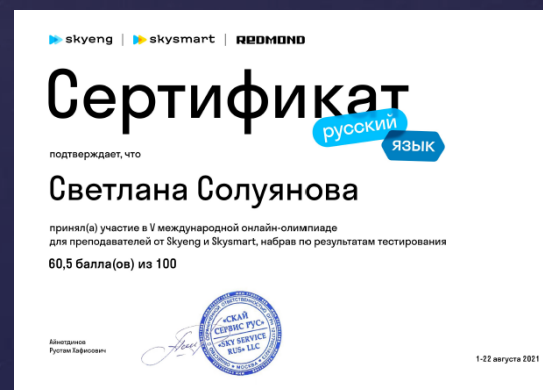 skyeng | skysmart | REDMOND
Сертификат
русский
язык
подтверждает, что
Светлана Солуянова
принял(а) участие в V международной онлайн-олимпиаде
для преподавателей от Skyeng и Skysmart, набрав по результатам тестирования
60,5 балла(ов) из 100
«СКАЙ
СЕРВИС РУС»
«SKY SERVICE
RUS» LLC
МОСКВА
Айнатдинов
Рустам Хафисович
1-22 августа 2021